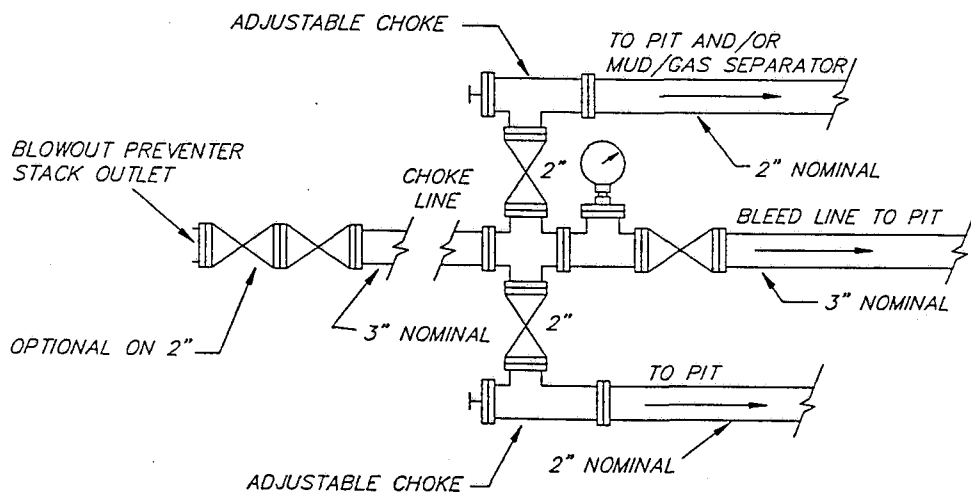 ADJUSTABLE CHOKE
TO PIT AND/OR
MUD/GAS SEPARATOR
BLOWOUT PREVENTER
STACK OUTLET
2"
2" NOMINAL
CHOKE
LINE
BLEED LINE TO PIT
OPTIONAL ON 2"
3" NOMINAL
2"
3" NOMINAL
TO PIT
ADJUSTABLE CHOKE
2" NOMINAL